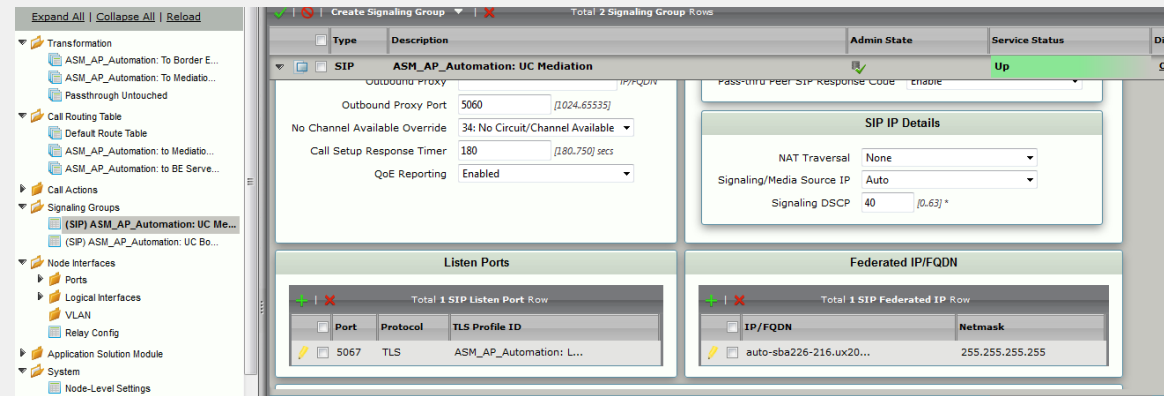 Expand All | Collapse All | Reload
Transformation
ASM_AP_Automation: To Border E...
ASM_AP_Automation: To Mediatio...
Passthrough Untouched
Call Routing Table
Default Route Table
ASM_AP_Automation: to Mediatio...
ASM_AP_Automation: to BE Serve...
Call Actions
Signaling Groups
(SIP) ASM_AP_Automation: UC Me...
(SIP) ASM_AP_Automation: UC Bo...
Node Interfaces
Ports
Logical Interfaces
VLAN
Relay Config
Application Solution Module
System
Node-Level Settings
| Create Signaling Group | Total 2 Signaling Group Rows
Type Description Admin State Service Status Di
SIP ASM_AP_Automation: UC Mediation Up
Outbound Proxy IP/FQDN
Outbound Proxy Port 5060 [1024..65535]
No Channel Available Override 34: No Circuit/Channel Available
Call Setup Response Timer 180 [180..750] secs
QoE Reporting Enabled
Pass-thru Peer SIP Response Code Enable
SIP IP Details
NAT Traversal None
Signaling/Media Source IP Auto
Signaling DSCP 40 [0..63] *
Listen Ports
| Total 1 SIP Listen Port Row
Port Protocol TLS Profile ID
5067 TLS ASM_AP_Automation: L...
Federated IP/FQDN
| Total 1 SIP Federated IP Row
IP/FQDN Netmask
auto-sba226-216.ux20... 255.255.255.255